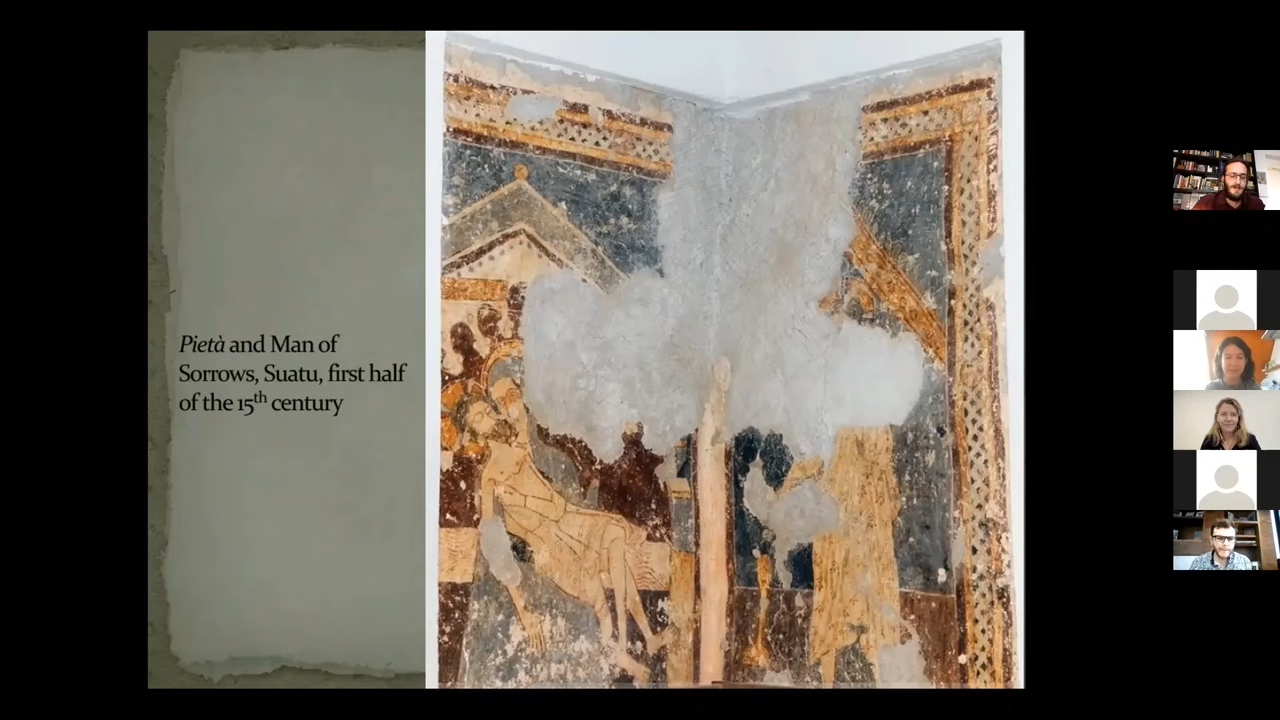 Pietà and Man of
Sorrows, Suatu, first half
of the 15th century